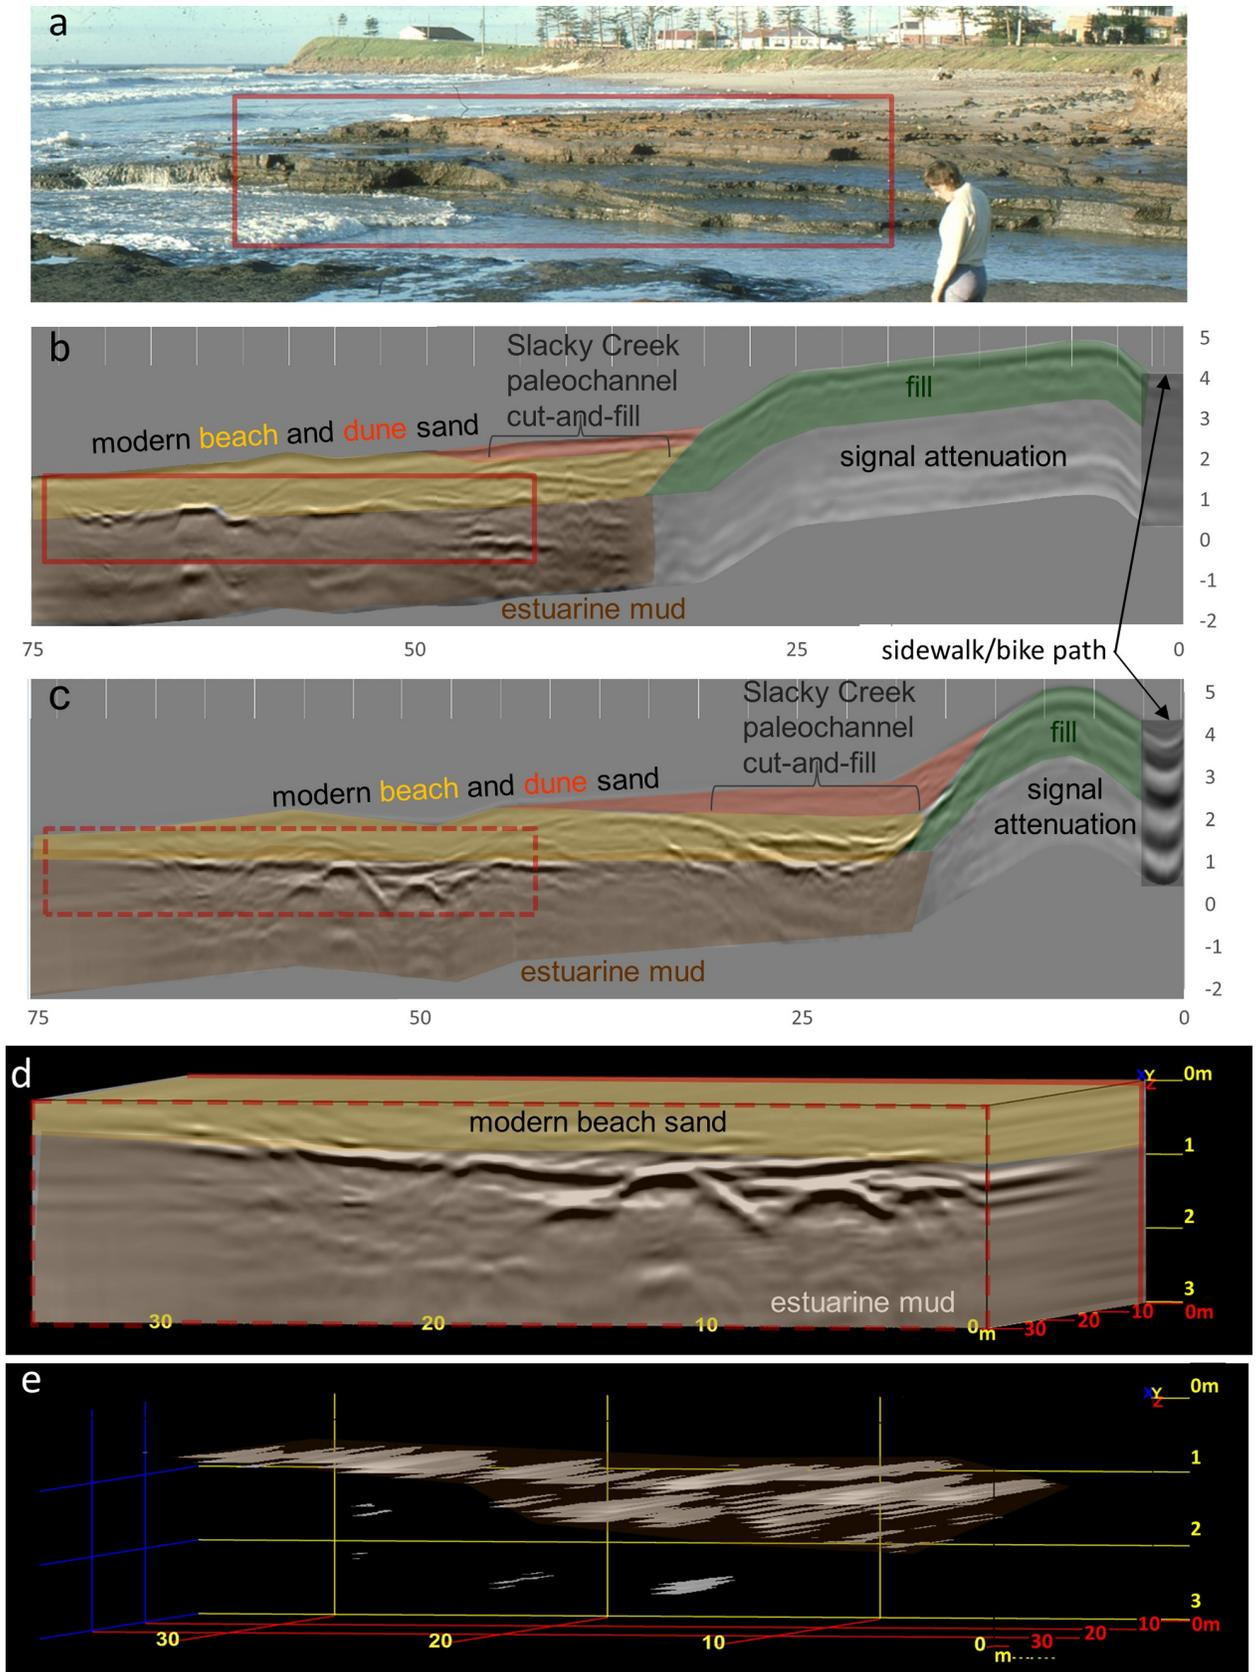 a
b
Slacky Creek
paleochannel
cut-and-fill
modern beach and dune sand
fill
signal attenuation
estuarine mud
5
4
3
2
1
0
-1
-2
75
50
25
0
sidewalk/bike path
c
Slacky Creek
paleochannel
cut-and-fill
modern beach and dune sand
fill
signal
attenuation
estuarine mud
5
4
3
2
1
0
-1
-2
75
50
25
0
d
modern beach sand
estuarine mud
XY
Z
0m
1
2
3
30
20
10
0m
30
20
10
0m
e
XY
Z
0m
1
2
3
30
20
10
0
m
30
20
10
0m